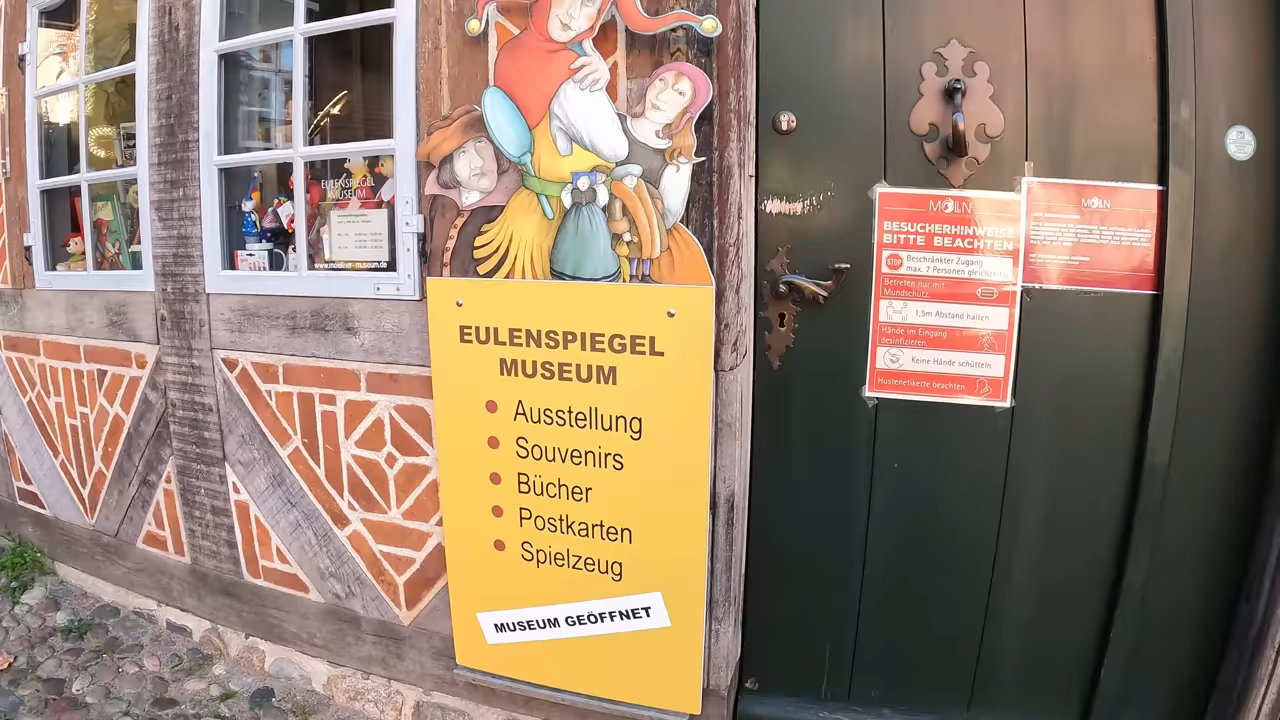 EULENSPIEGEL
MUSEUM
www.moellner-museum.de
EULENSPIEGEL
MUSEUM
Ausstellung
Souvenirs
Bücher
Postkarten
Spielzeug
MUSEUM GEÖFFNET
MÖLLN
BESUCHERHINWEISE
BITTE BEACHTEN
STOP
Beschränkter Zugang
max. 7 Personen gleichzeitig
Betreten nur mit
Mundschutz.
1,5m Abstand halten
Hände im Eingang
desinfizieren.
Keine Hände schütteln
Hustenetikette beachten.
MÖLLN